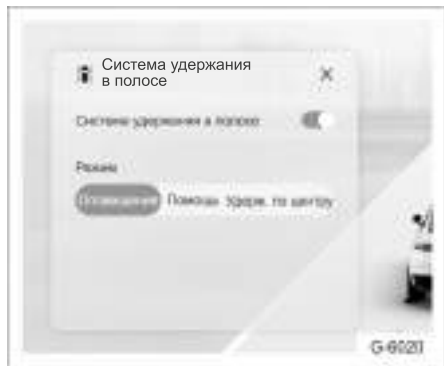 Система удержания
в полосе
Система удержания в полосе
Режим
Оповещение Помощь Удерж. по центру
G-6020